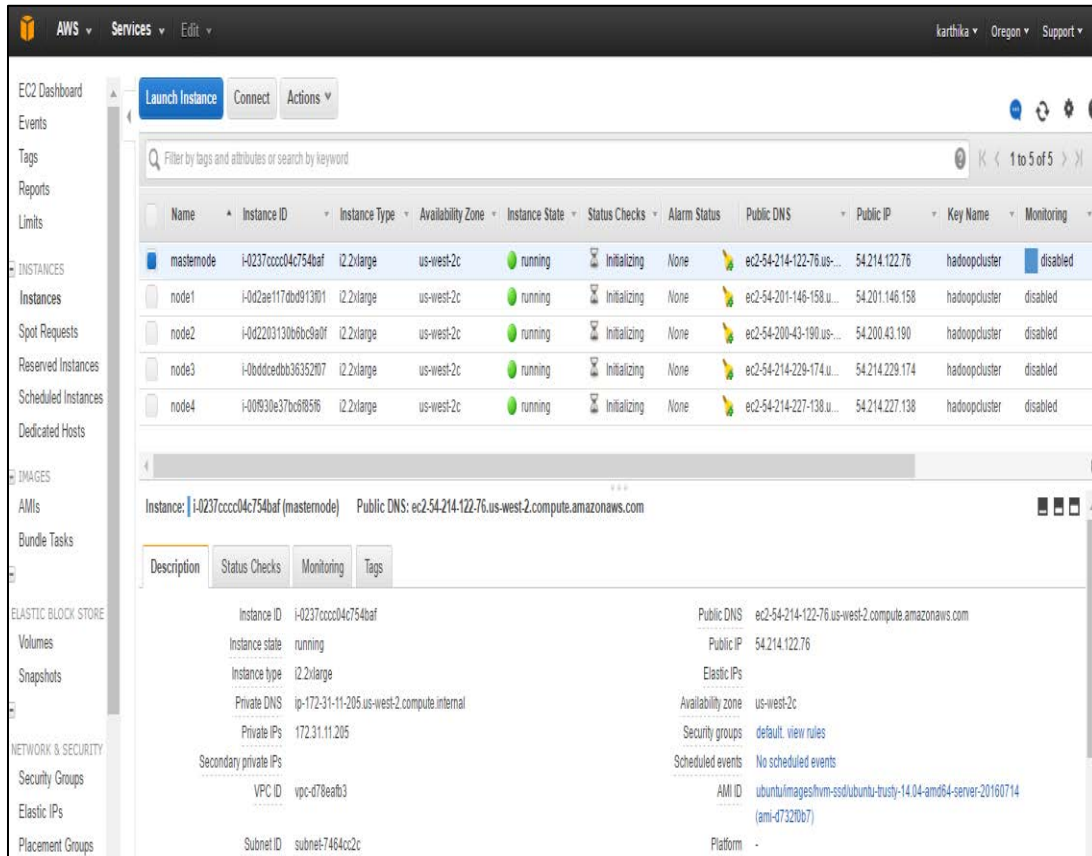 AWS Services Edit karthika Oregon Support
EC2 Dashboard
Events
Tags
Reports
Limits
INSTANCES
Instances
Spot Requests
Reserved Instances
Scheduled Instances
Dedicated Hosts
IMAGES
AMIs
Bundle Tasks
ELASTIC BLOCK STORE
Volumes
Snapshots
NETWORK & SECURITY
Security Groups
Elastic IPs
Placement Groups
Launch Instance Connect Actions
Filter by tags and attributes or search by keyword 1 to 5 of 5
Name Instance ID Instance Type Availability Zone Instance State Status Checks Alarm Status Public DNS Public IP Key Name Monitoring
masternode i-0237cccc04c754baf i2.2xlarge us-west-2c running Initializing None ec2-54-214-122-76.us-... 54.214.122.76 hadoopcluster disabled
node1 i-0d2ae117dbd913f01 i2.2xlarge us-west-2c running Initializing None ec2-54-201-146-158.u... 54.201.146.158 hadoopcluster disabled
node2 i-0d2203130b6bc9a0f i2.2xlarge us-west-2c running Initializing None ec2-54-200-43-190.us-... 54.200.43.190 hadoopcluster disabled
node3 i-0bddcedbb36352f07 i2.2xlarge us-west-2c running Initializing None ec2-54-214-229-174.u... 54.214.229.174 hadoopcluster disabled
node4 i-00f930e37bc6f85f6 i2.2xlarge us-west-2c running Initializing None ec2-54-214-227-138.u... 54.214.227.138 hadoopcluster disabled
Instance: i-0237cccc04c754baf (masternode) Public DNS: ec2-54-214-122-76.us-west-2.compute.amazonaws.com
Description Status Checks Monitoring Tags
Instance ID i-0237cccc04c754baf
Instance state running
Instance type i2.2xlarge
Private DNS ip-172-31-11-205.us-west-2.compute.internal
Private IPs 172.31.11.205
Secondary private IPs
VPC ID vpc-d78eafb3
Subnet ID subnet-7464cc2c
Public DNS ec2-54-214-122-76.us-west-2.compute.amazonaws.com
Public IP 54.214.122.76
Elastic IPs
Availability zone us-west-2c
Security groups default. view rules
Scheduled events No scheduled events
AMI ID ubuntu/images/hvm-ssd/ubuntu-trusty-14.04-amd64-server-20160714
(ami-d732f0b7)
Platform -